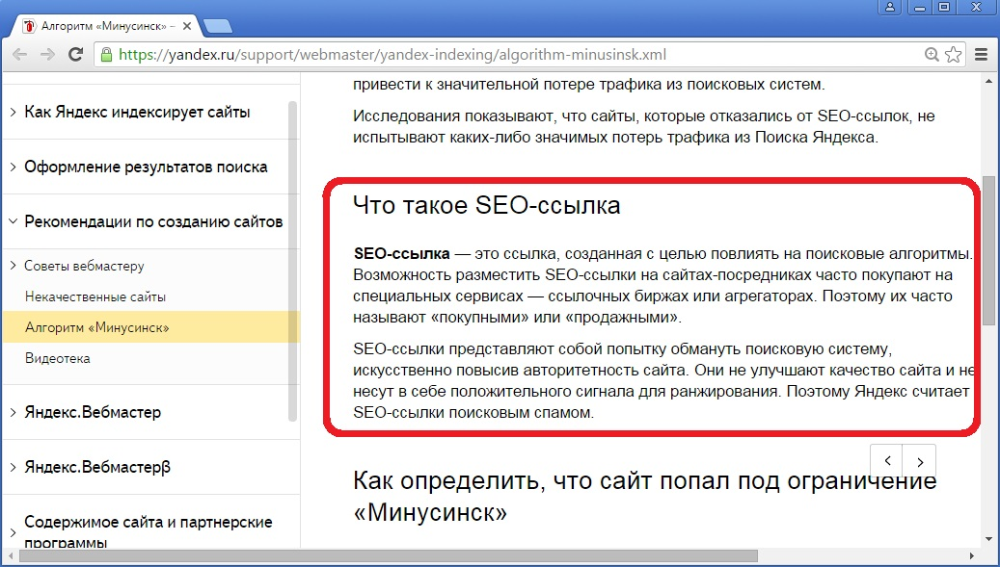 Алгоритм «Минусинск» –
https://yandex.ru/support/webmaster/yandex-indexing/algorithm-minusinsk.xml
Как Яндекс индексирует сайты
Оформление результатов поиска
Рекомендации по созданию сайтов
Советы вебмастеру
Некачественные сайты
Алгоритм «Минусинск»
Видеотека
Яндекс.Вебмастер
Яндекс.Вебмастерβ
Содержимое сайта и партнерские
программы
привести к значительной потере трафика из поисковых систем.
Исследования показывают, что сайты, которые отказались от SEO-ссылок, не
испытывают каких-либо значимых потерь трафика из Поиска Яндекса.
Что такое SEO-ссылка
SEO-ссылка — это ссылка, созданная с целью повлиять на поисковые алгоритмы.
Возможность разместить SEO-ссылки на сайтах-посредниках часто покупают на
специальных сервисах — ссылочных биржах или агрегаторах. Поэтому их часто
называют «покупными» или «продажными».
SEO-ссылки представляют собой попытку обмануть поисковую систему,
искусственно повысив авторитетность сайта. Они не улучшают качество сайта и не
несут в себе положительного сигнала для ранжирования. Поэтому Яндекс считает
SEO-ссылки поисковым спамом.
Как определить, что сайт попал под ограничение
«Минусинск»